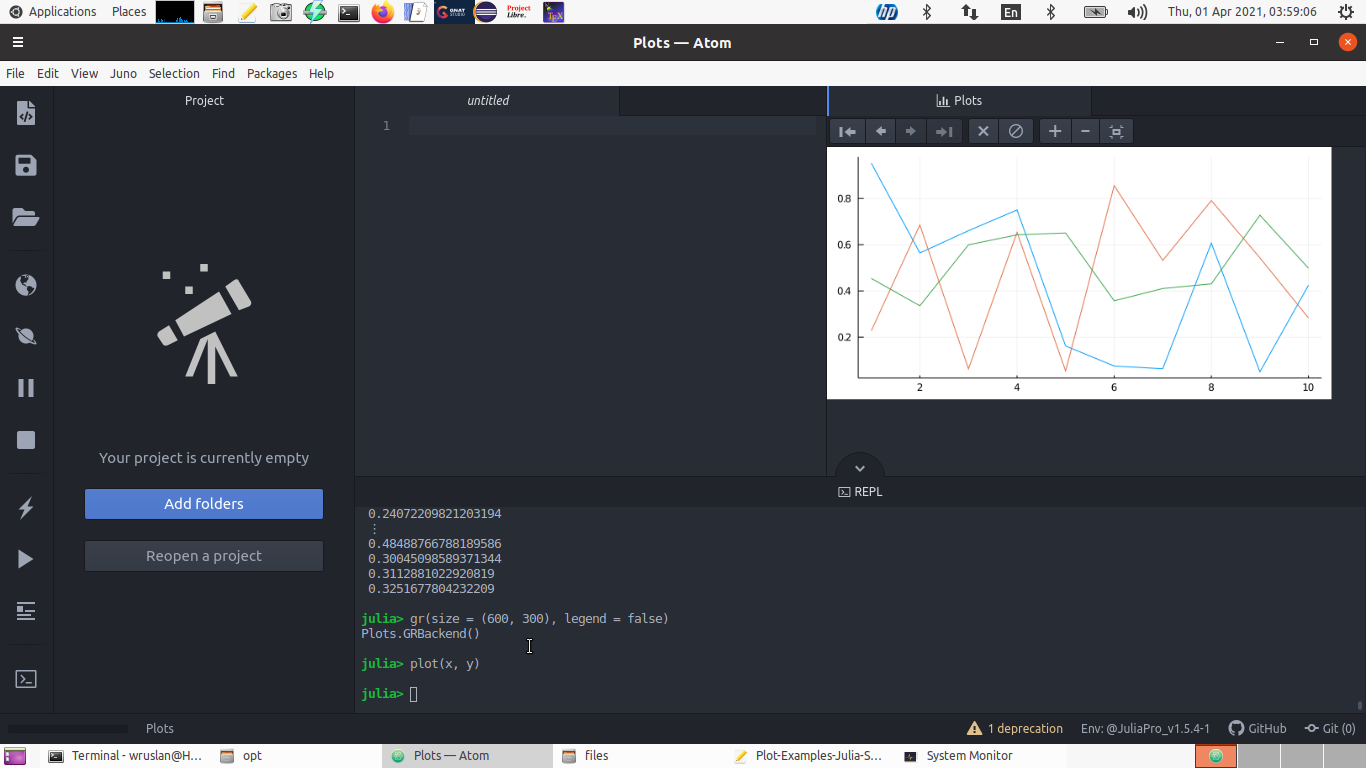 Applications Places En Thu, 01 Apr 2021, 03:59:06
Plots — Atom
File Edit View Juno Selection Find Packages Help
Project
untitled
Plots
1
0.8
0.6
0.4
0.2
2 4 6 8 10
Your project is currently empty
Add folders
Reopen a project
REPL
0.24072209821203194
⋮
0.48488766788189586
0.30045098589371344
0.3112881022920819
0.3251677804232209
julia> gr(size = (600, 300), legend = false)
Plots.GRBackend()
julia> plot(x, y)
julia>
Plots 1 deprecation Env: @JuliaPro_v1.5.4-1 GitHub Git (0)
Terminal - wruslan@H... opt Plots — Atom files Plot-Examples-Julia-S... System Monitor